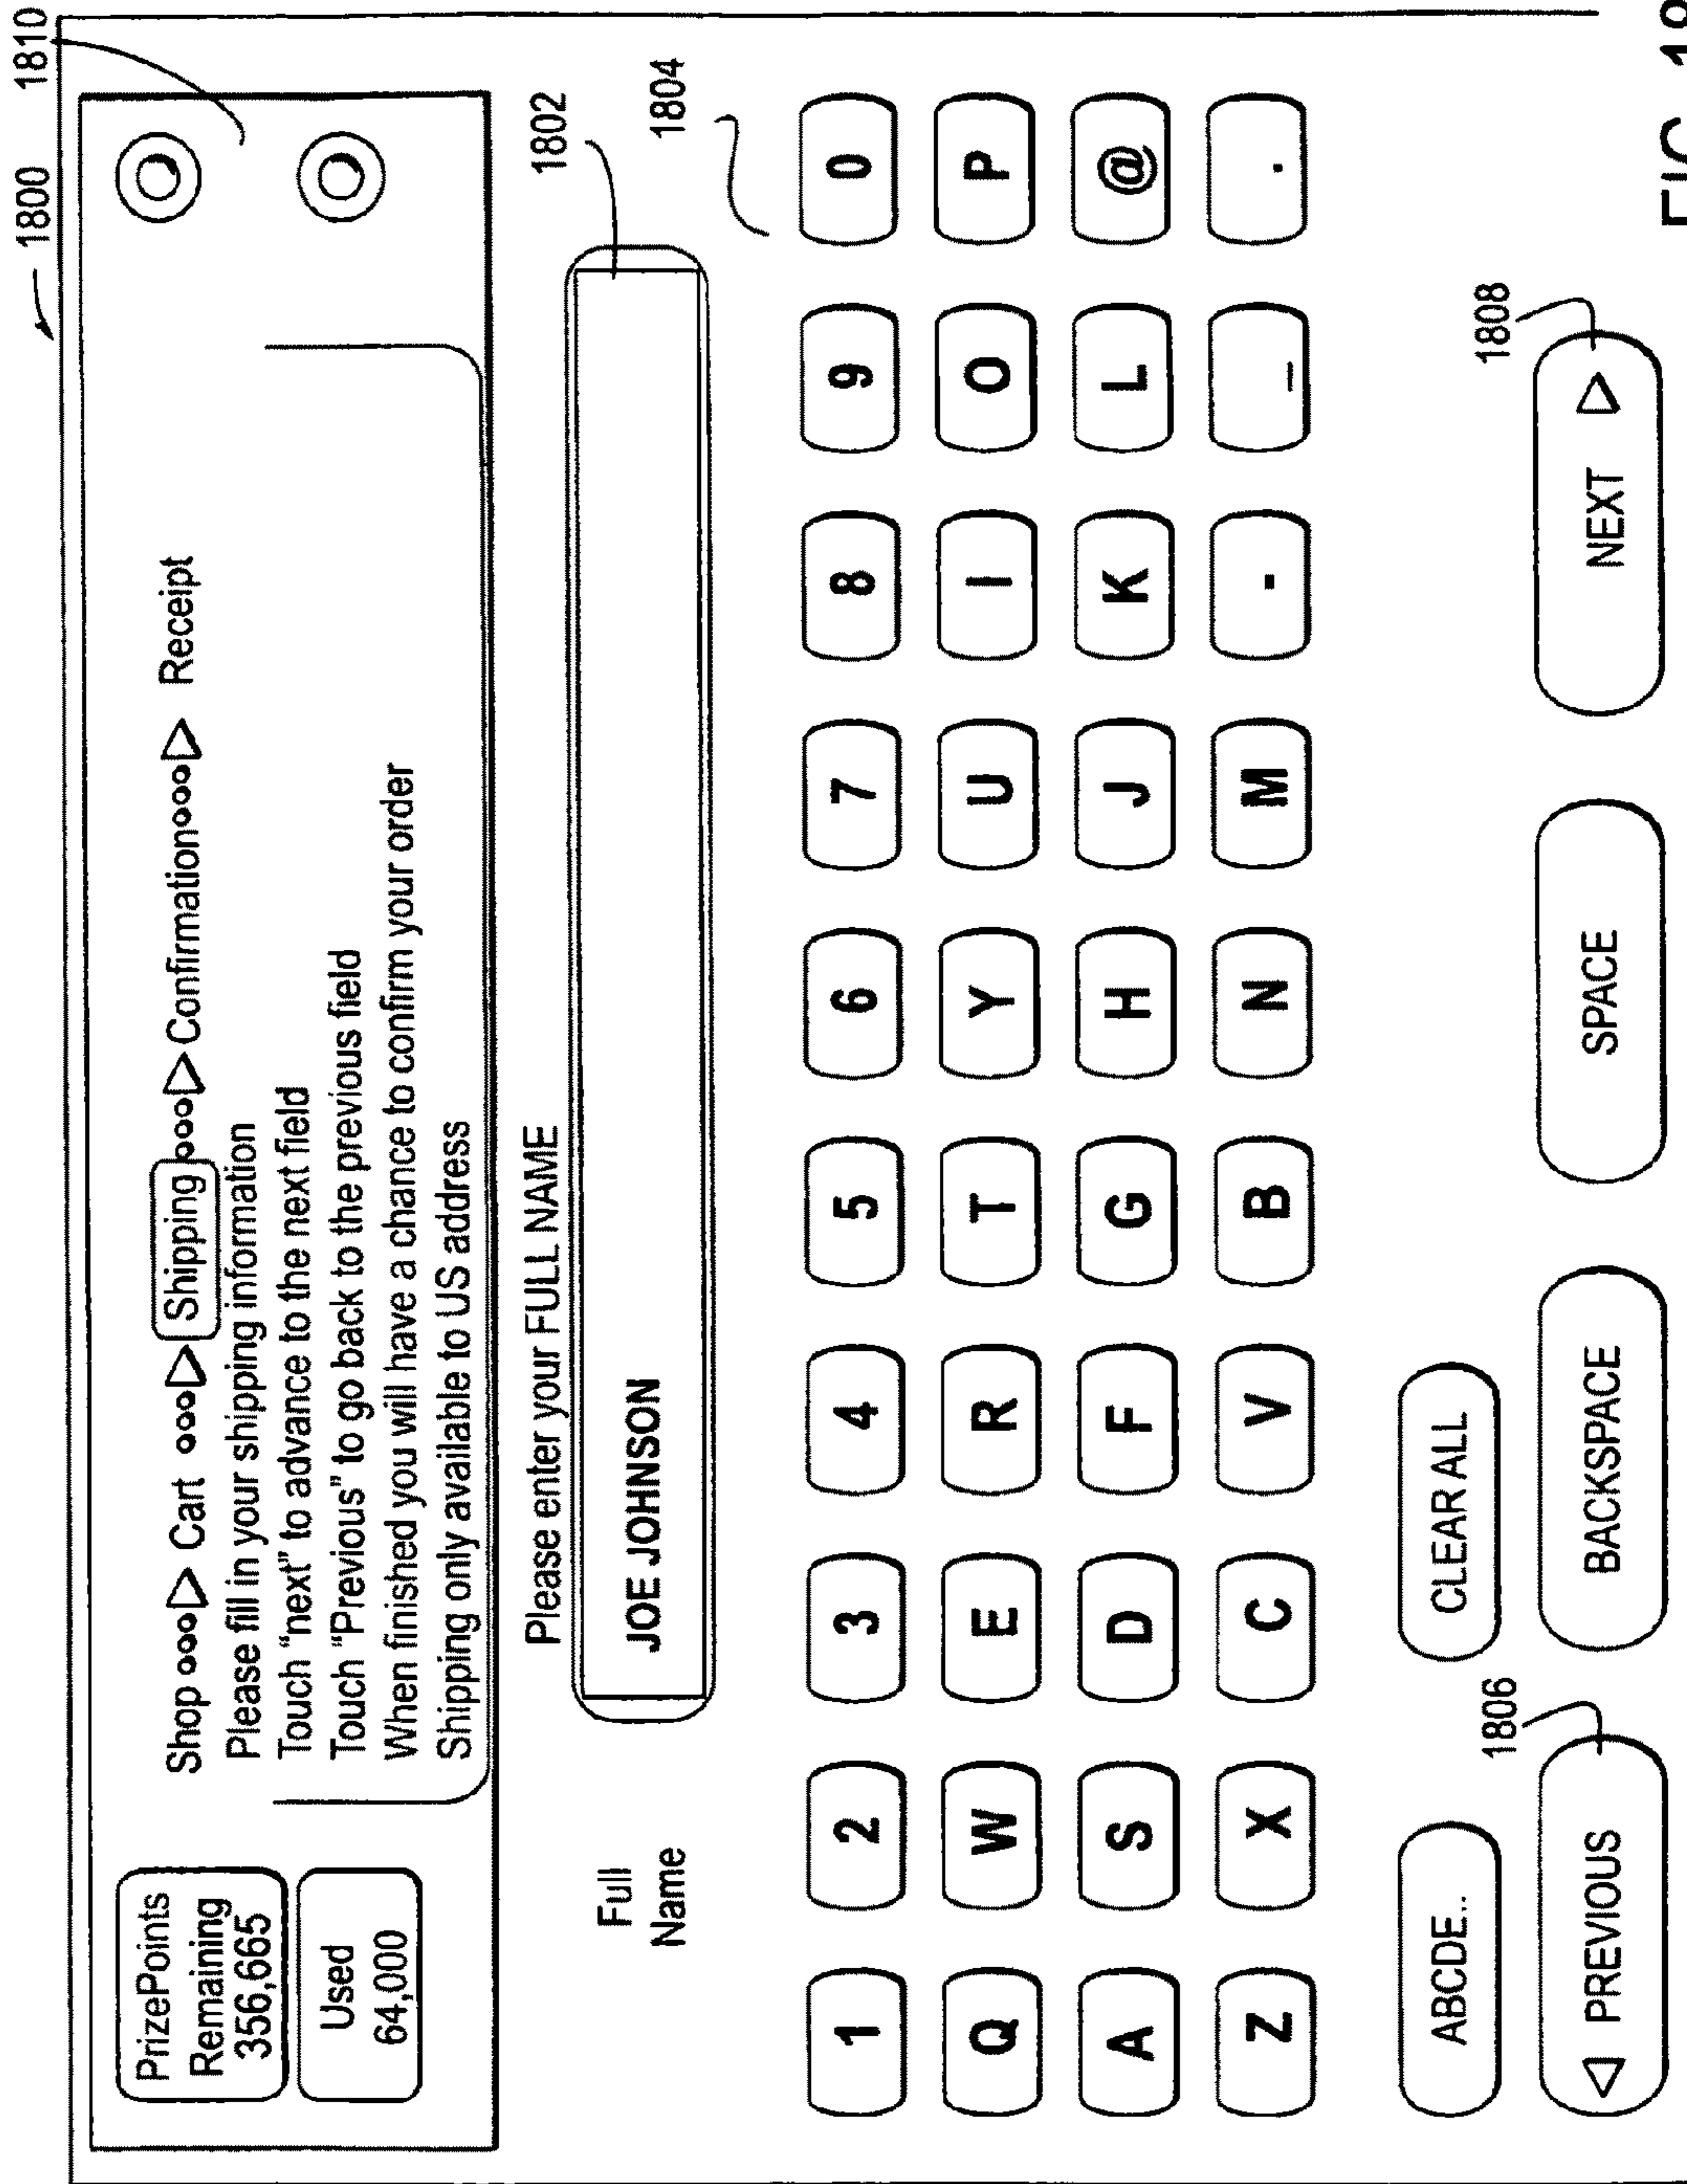 1800
1810
PrizePoints
Remaining
356,665
Used
64,000
Shop Cart Shipping Confirmation Receipt
Please fill in your shipping information
Touch "next" to advance to the next field
Touch "Previous" to go back to the previous field
When finished you will have a chance to confirm your order
Shipping only available to US address
Please enter your FULL NAME
1802
Full
Name
JOE JOHNSON
1804
1 2 3 4 5 6 7 8 9 0
Q W E R T Y U I O P
A S D F G H J K L @
Z X C V B N M - _ .
ABCDE..
CLEAR ALL
1806
1808
PREVIOUS
BACKSPACE
SPACE
NEXT
FIG. 18